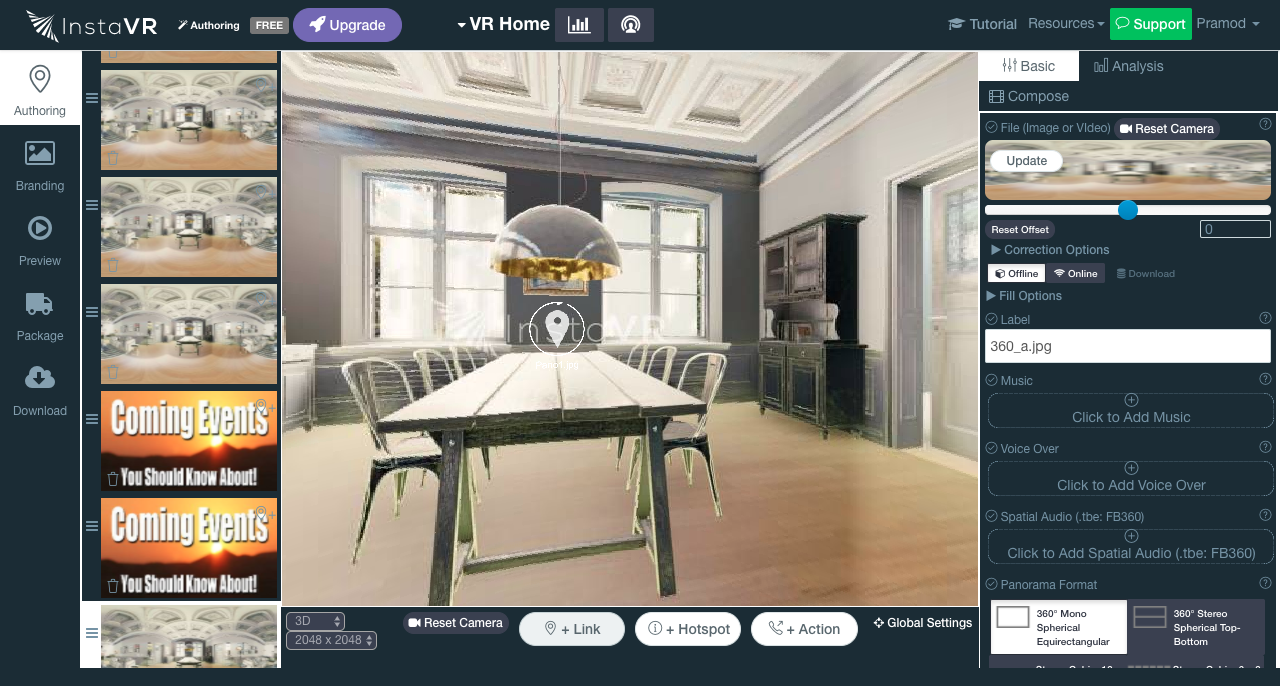 InstaVR
Authoring
FREE
Upgrade
VR Home
Tutorial
Resources
Support
Pramod
Authoring
Branding
Preview
Package
Download
Coming Events
You Should Know About!
Coming Events
You Should Know About!
InstaVR
3D
2048 x 2048
Reset Camera
+ Link
+ Hotspot
+ Action
Global Settings
Basic
Analysis
Compose
File (Image or VIdeo)
Reset Camera
Update
Reset Offset
0
Correction Options
Offline
Online
Download
Fill Options
Label
360_a.jpg
Music
Click to Add Music
Voice Over
Click to Add Voice Over
Spatial Audio (.tbe: FB360)
Click to Add Spatial Audio (.tbe: FB360)
Panorama Format
360° Mono
Spherical
Equirectangular
360° Stereo
Spherical Top-
Bottom